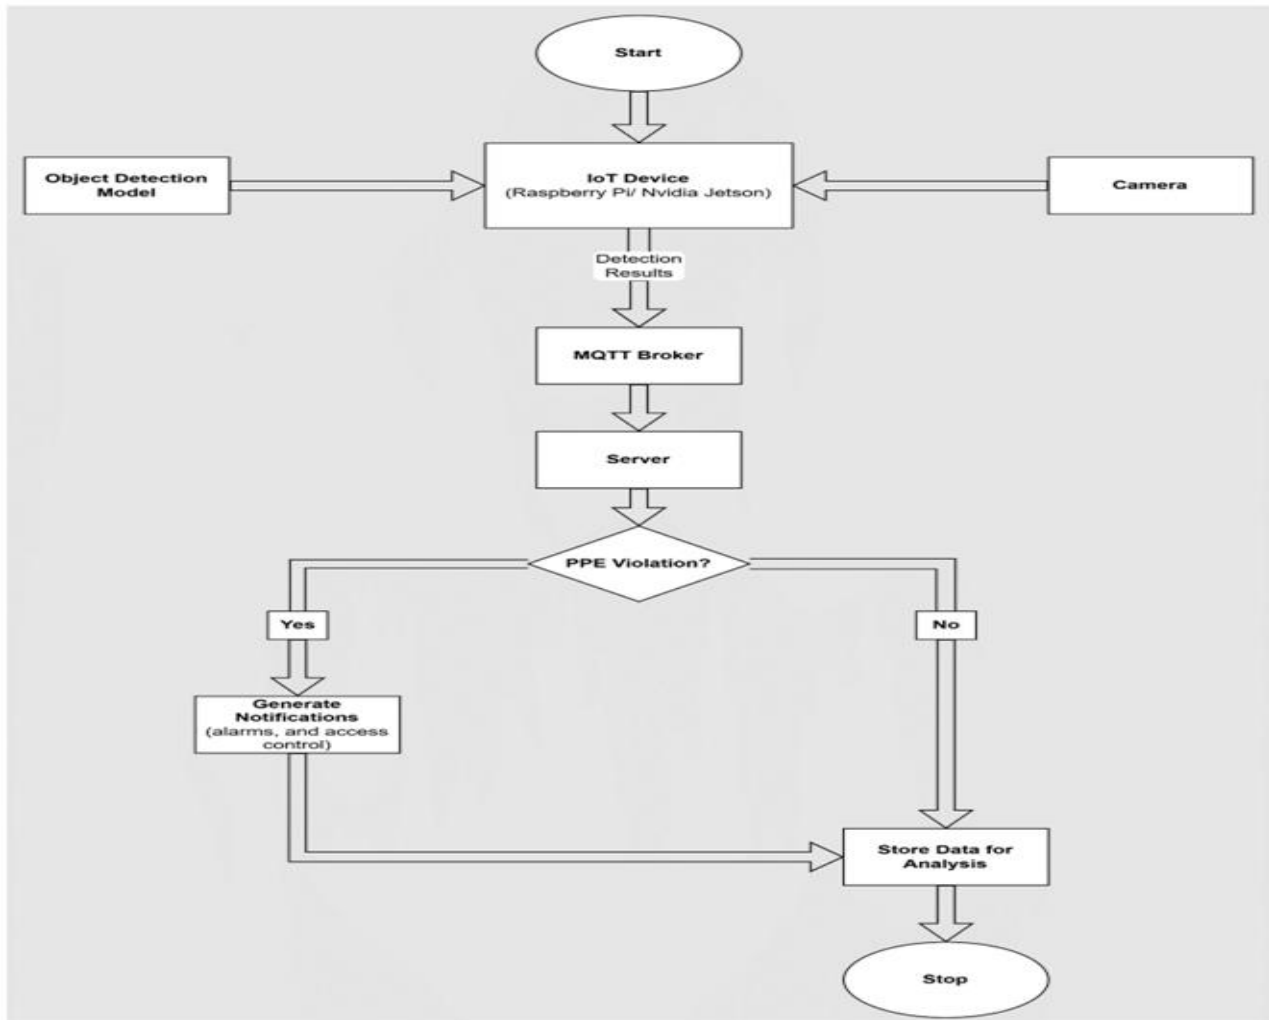 Start
Object Detection
Model
IoT Device
(Raspberry Pi/ Nvidia Jetson)
Camera
Detection
Results
MQTT Broker
Server
PPE Violation?
Yes
No
Generate
Notifications
(alarms, and access
control)
Store Data for
Analysis
Stop